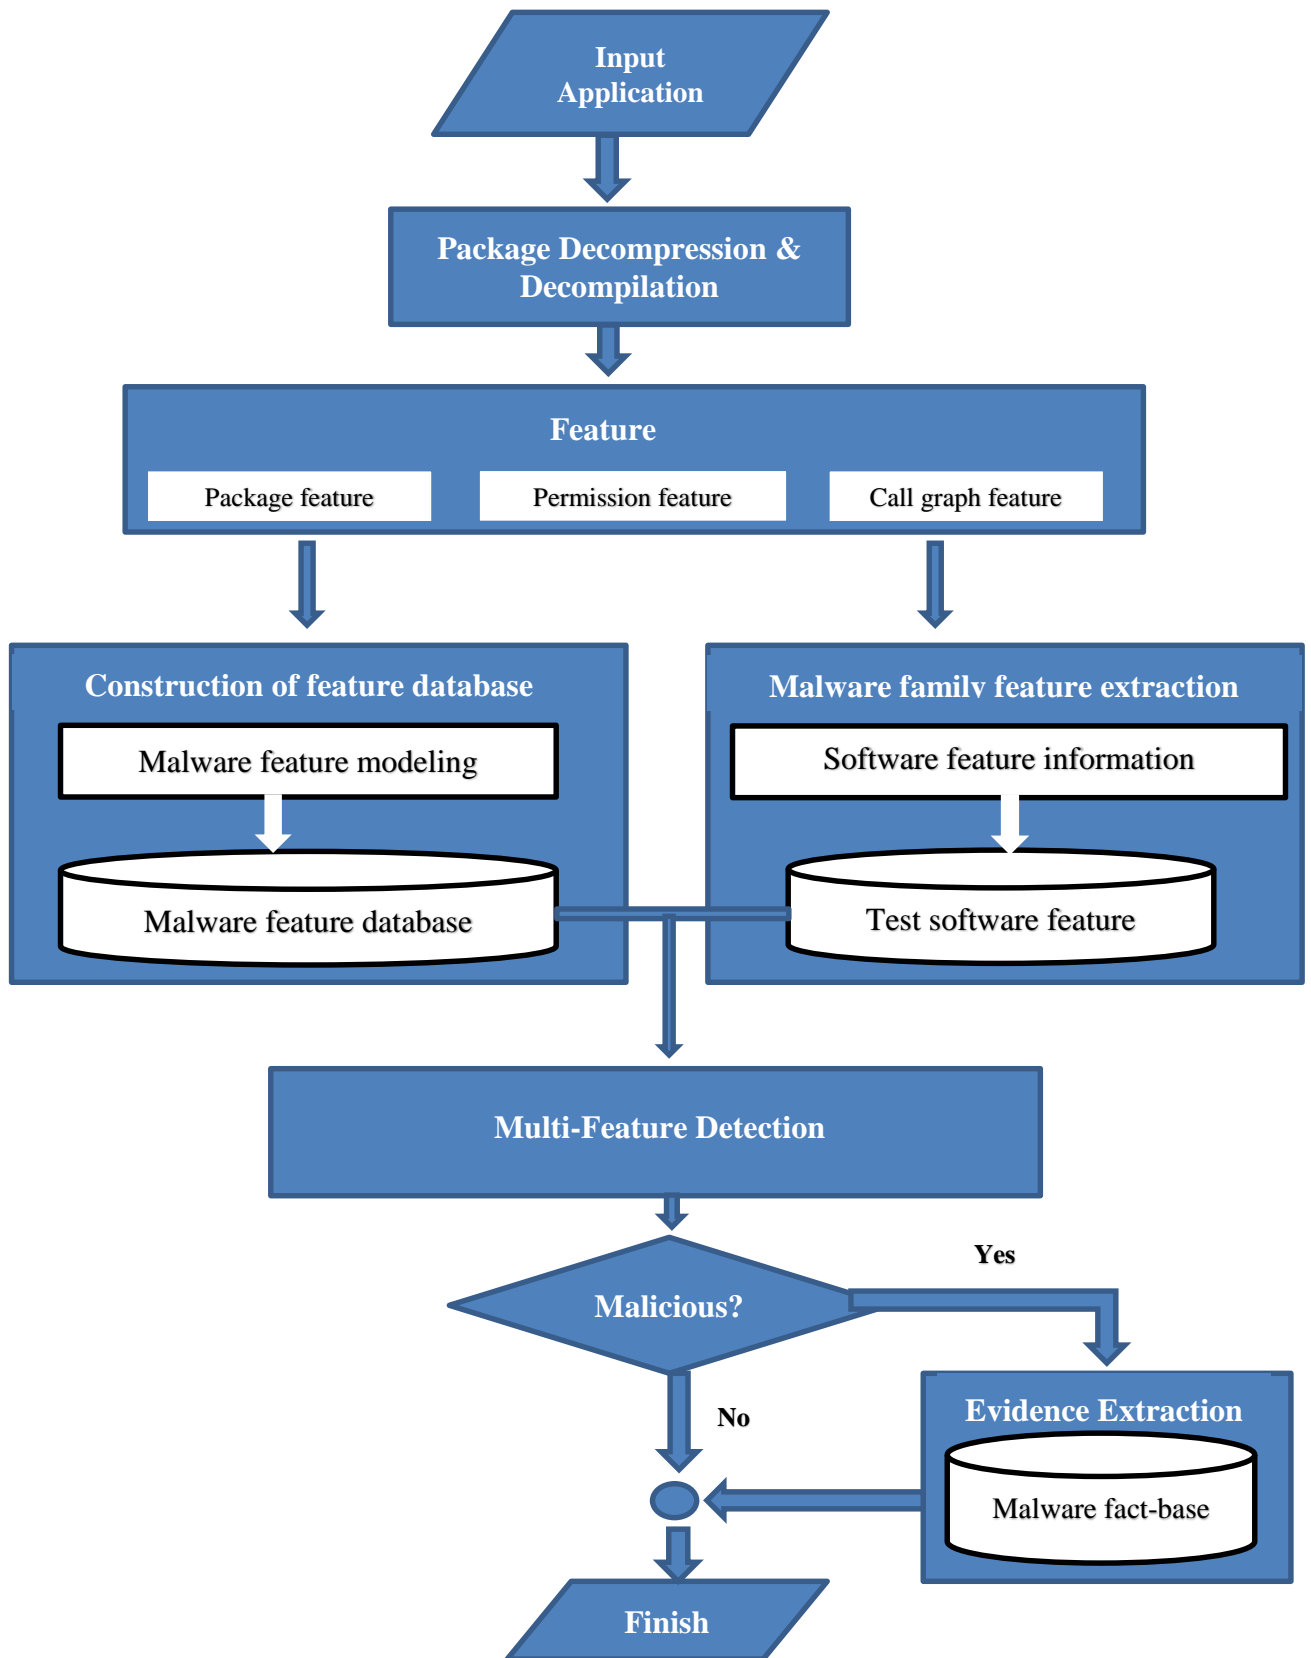 Input
Application
Package Decompression &
Decompilation
Feature
Package feature
Permission feature
Call graph feature
Construction of feature database
Malware family feature extraction
Malware feature modeling
Software feature information
Malware feature database
Test software feature
Multi-Feature Detection
Yes
Malicious?
No
Evidence Extraction
Malware fact-base
Finish